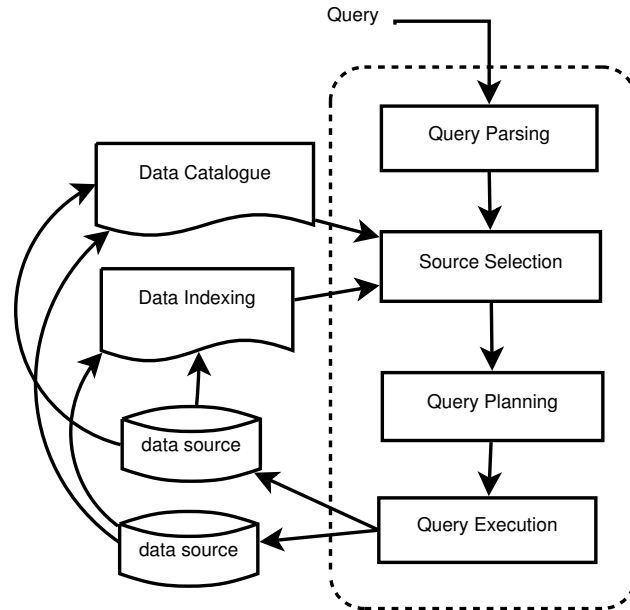 Query
Query Parsing
Data Catalogue
Source Selection
Data Indexing
Query Planning
data source
Query Execution
data source